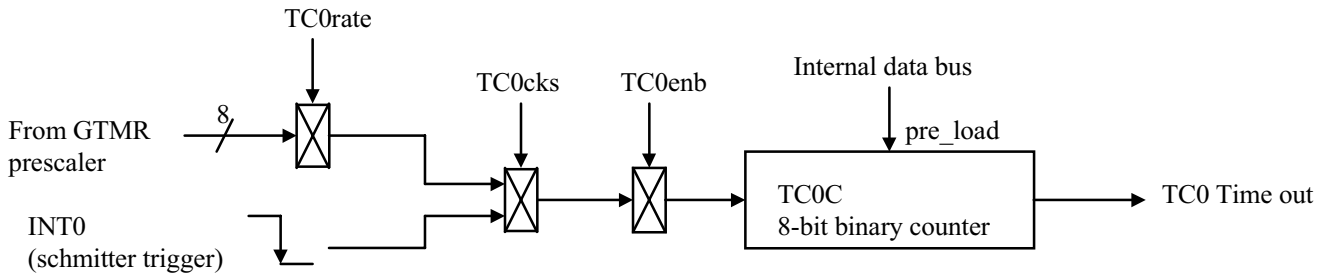 TC0rate
Internal data bus
TC0cks
TC0enb
8
From GTMR
prescaler
pre_load
TC0C
8-bit binary counter
TC0 Time out
INT0
(schmitter trigger)